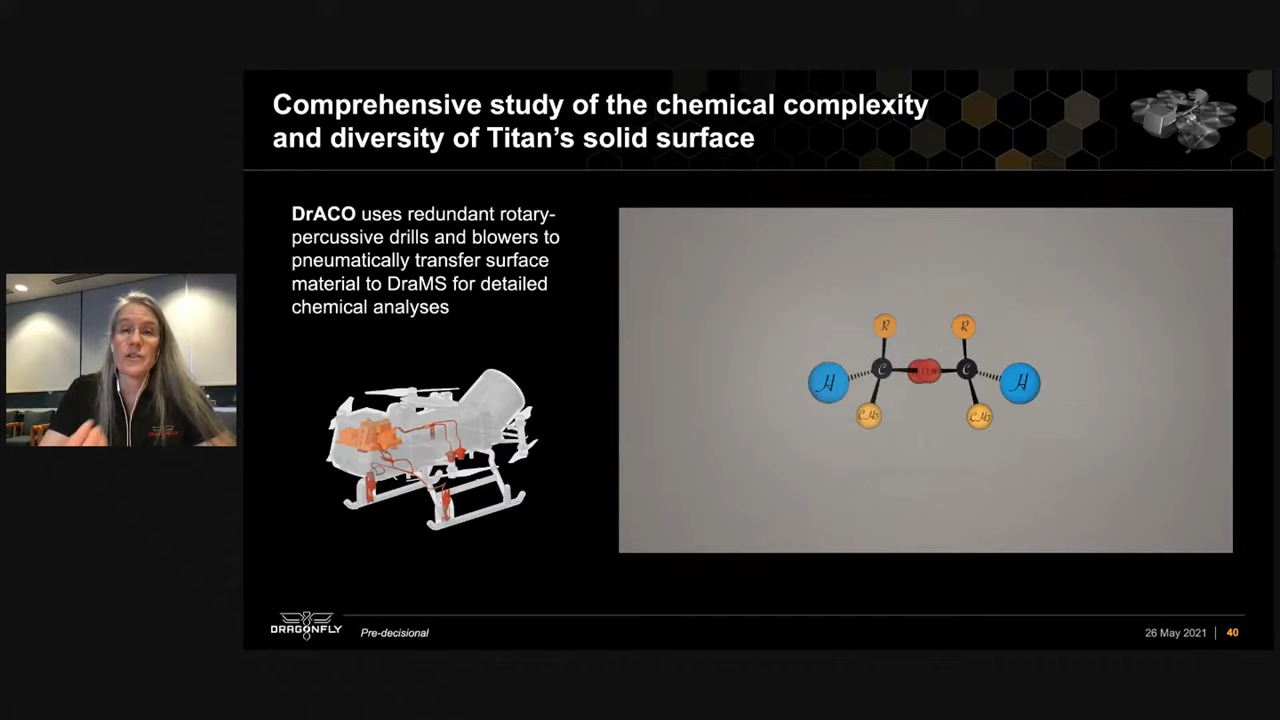 Comprehensive study of the chemical complexity
and diversity of Titan's solid surface
DrACO uses redundant rotary-
percussive drills and blowers to
pneumatically transfer surface
material to DraMS for detailed
chemical analyses
R R
H C C H
CH3 CH3
DRAGONFLY
Pre-decisional
26 May 2021 | 40